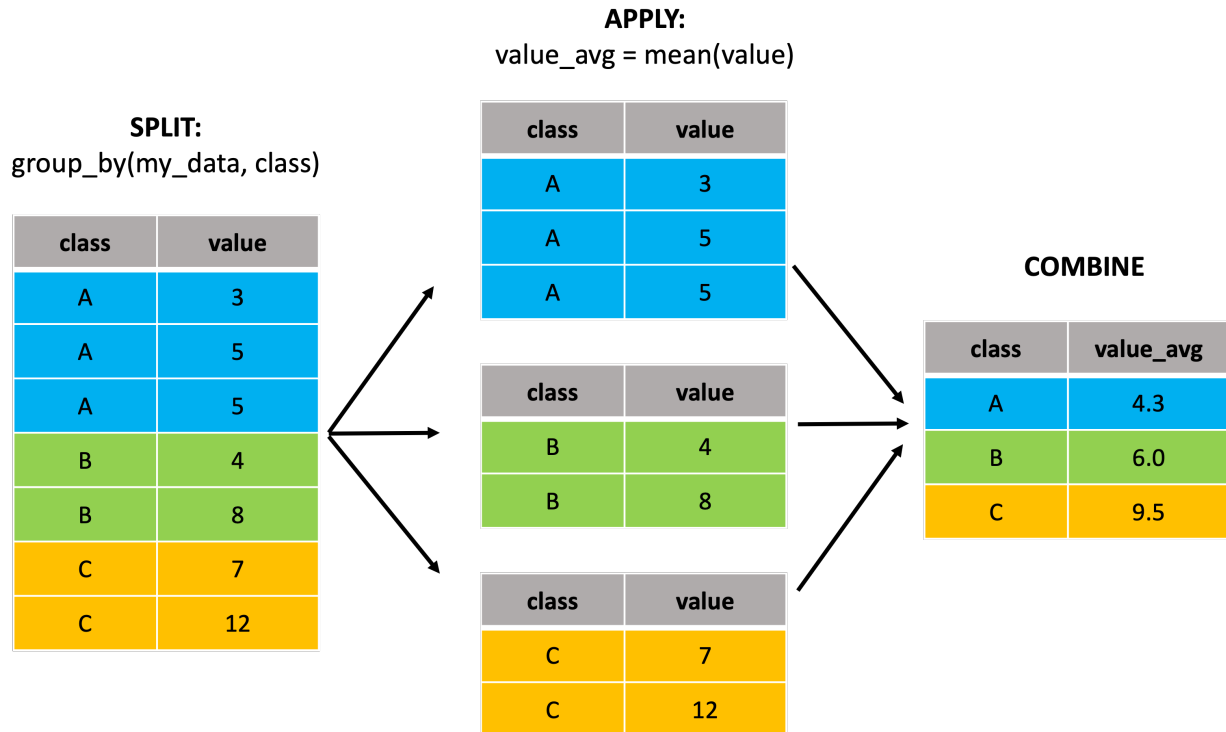 SPLIT:
group_by(my_data, class)
class value
A 3
A 5
A 5
B 4
B 8
C 7
C 12
APPLY:
value_avg = mean(value)
class value
A 3
A 5
A 5
class value
B 4
B 8
class value
C 7
C 12
COMBINE
class value_avg
A 4.3
B 6.0
C 9.5